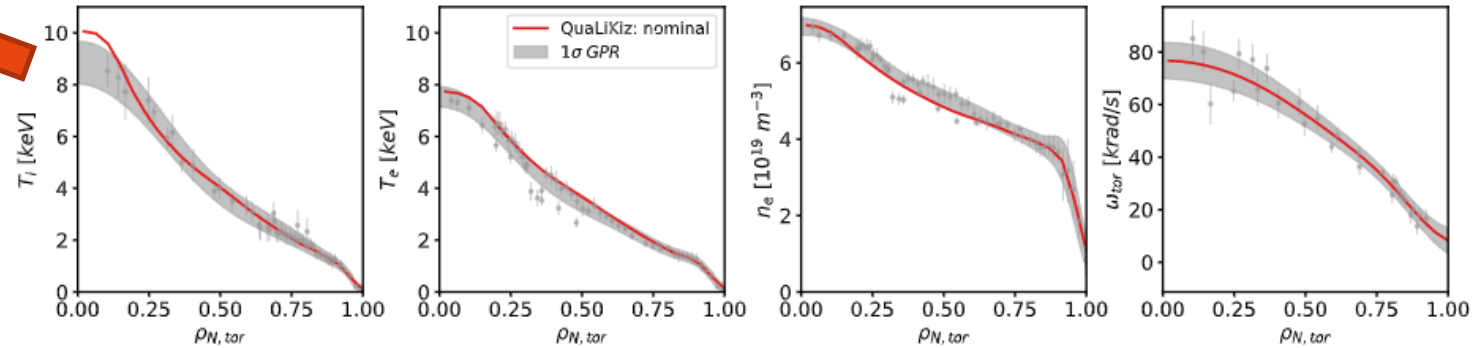 10
8
6
4
2
0
T_i [keV]
0.00 0.25 0.50 0.75 1.00
ρ_N, tor
10
8
6
4
2
0
T_e [keV]
QuaLiKiz: nominal
1σ GPR
0.00 0.25 0.50 0.75 1.00
ρ_N, tor
6
4
2
0
n_e [10^19 m^-3]
0.00 0.25 0.50 0.75 1.00
ρ_N, tor
80
60
40
20
0
ω_tor [krad/s]
0.00 0.25 0.50 0.75 1.00
ρ_N, tor